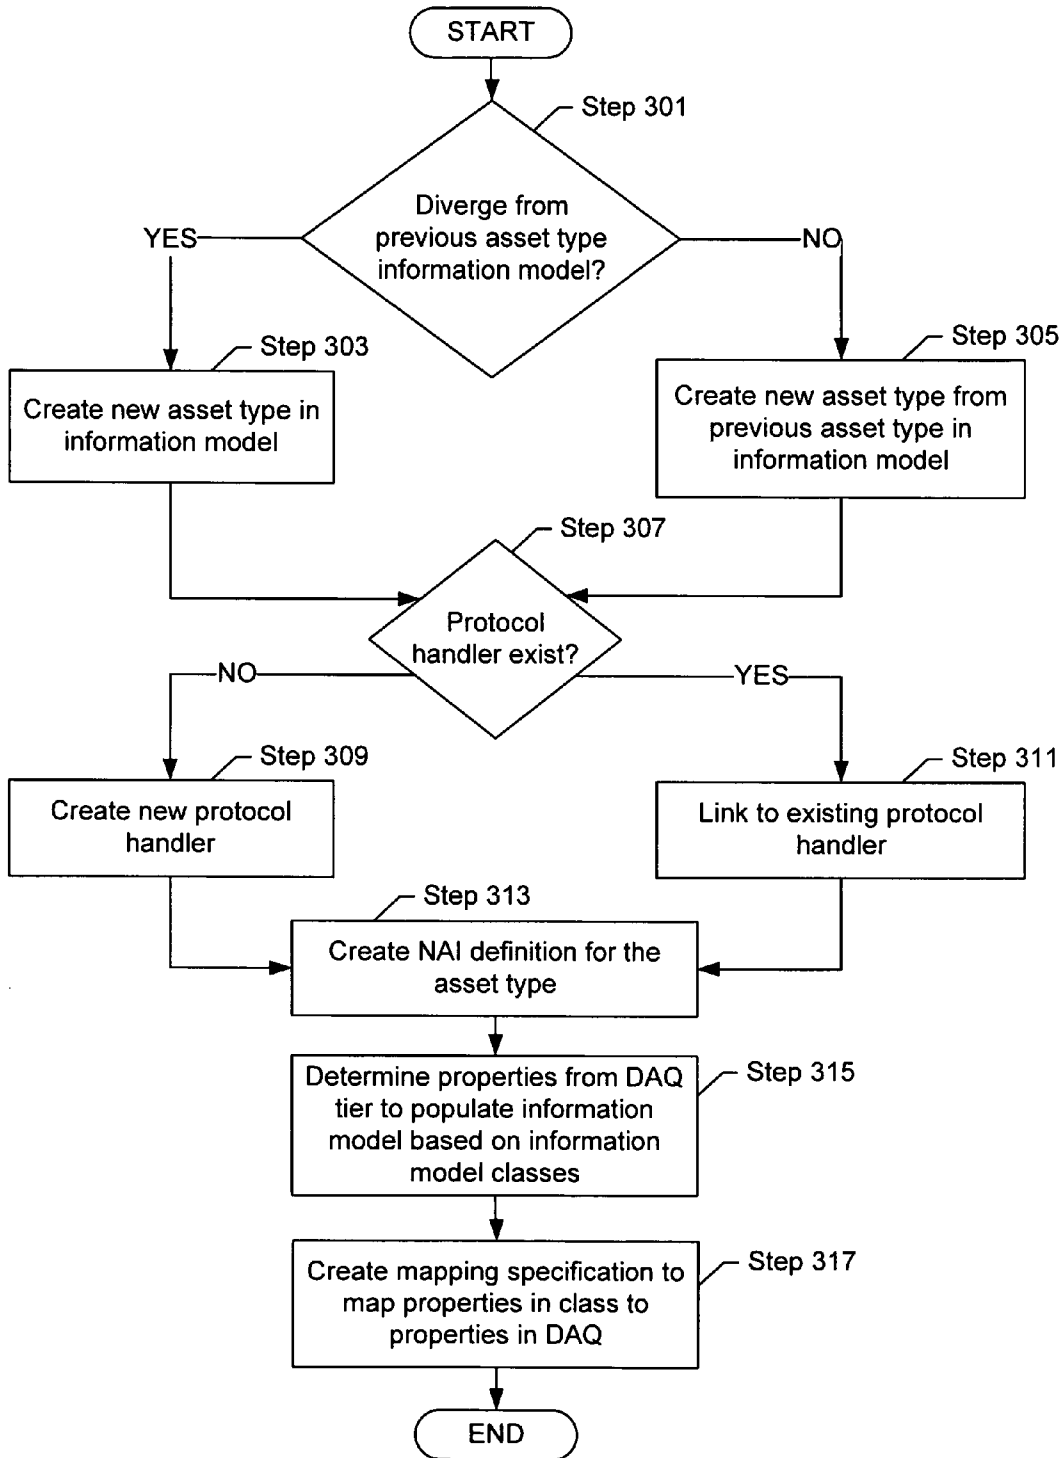 START
Step 301
Diverge from
previous asset type
information model?
YES
NO
Step 303
Step 305
Create new asset type in
information model
Create new asset type from
previous asset type in
information model
Step 307
Protocol
handler exist?
NO
YES
Step 309
Step 311
Create new protocol
handler
Link to existing protocol
handler
Step 313
Create NAI definition for the
asset type
Step 315
Determine properties from DAQ
tier to populate information
model based on information
model classes
Step 317
Create mapping specification to
map properties in class to
properties in DAQ
END